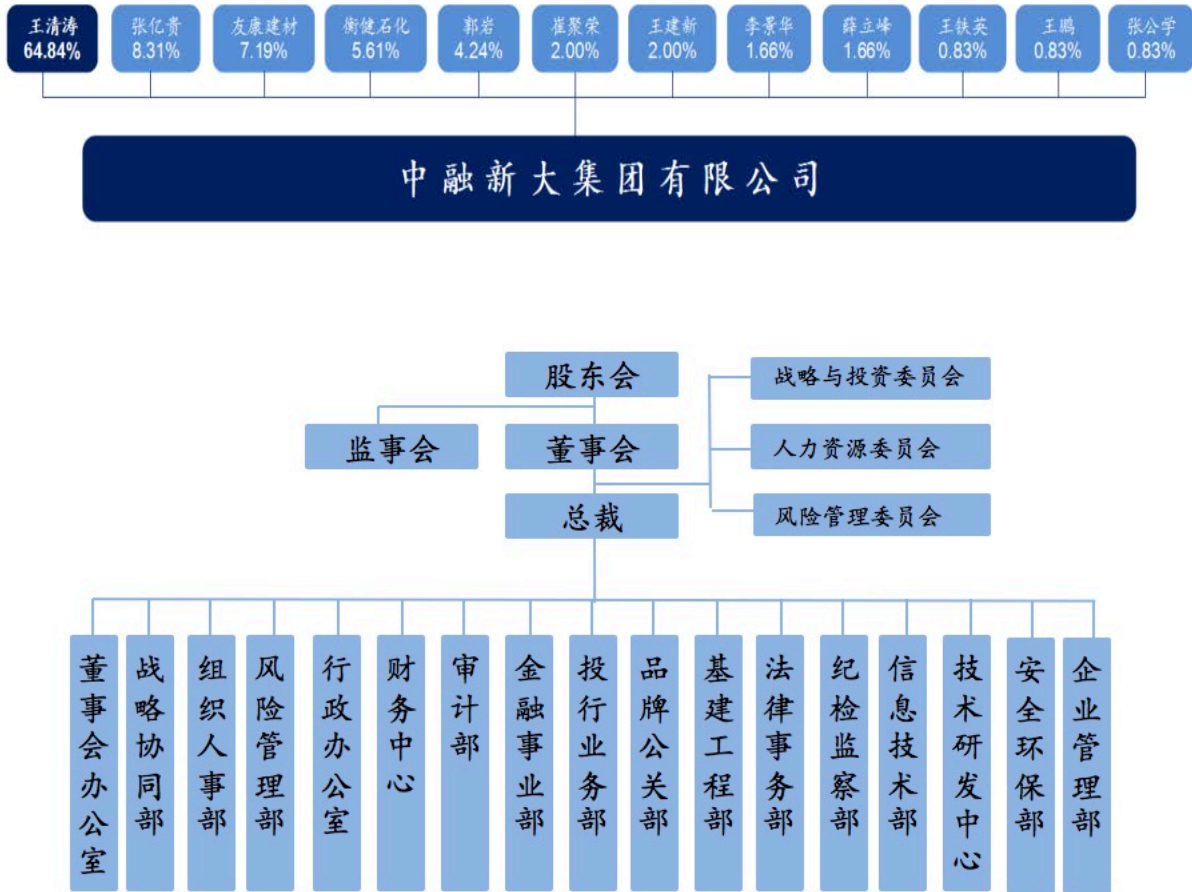 王清涛
64.84%
张亿贵
8.31%
友康建材
7.19%
衡健石化
5.61%
郭岩
4.24%
崔聚荣
2.00%
王建新
2.00%
李景华
1.66%
薛立峰
1.66%
王铁英
0.83%
王鹏
0.83%
张公学
0.83%
中融新大集团有限公司
股东会
监事会
董事会
总裁
战略与投资委员会
人力资源委员会
风险管理委员会
董事会办公室
战略协同部
组织人事部
风险管理部
行政办公室
财务中心
审计部
金融事业部
投行业务部
品牌公关部
基建工程部
法律事务部
纪检监察部
信息技术部
技术研发中心
安全环保部
企业管理部